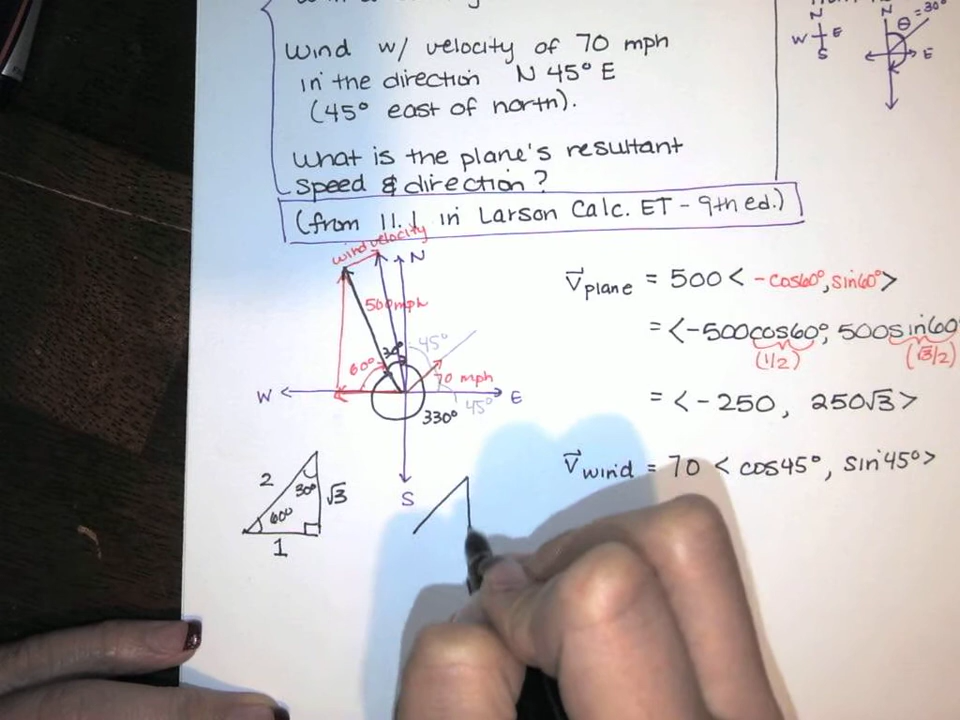 Wind w/ velocity of 70 mph
in the direction N 45° E
(45° east of north).
What is the plane's resultant
speed & direction?
(from 11.1 in Larson Calc. ET - 9th ed.)
N
W E
S
N
θ = 30°
E
wind velocity
N
500 mph
30°
45°
60°
70 mph
W
E
45°
330°
S
2
30°
√3
60°
1
V⃗plane = 500 < -cos60°, sin60° >
= < -500cos60°, 500sin60°
(1/2) (√3/2)
= < -250, 250√3 >
V⃗wind = 70 < cos45°, sin45° >